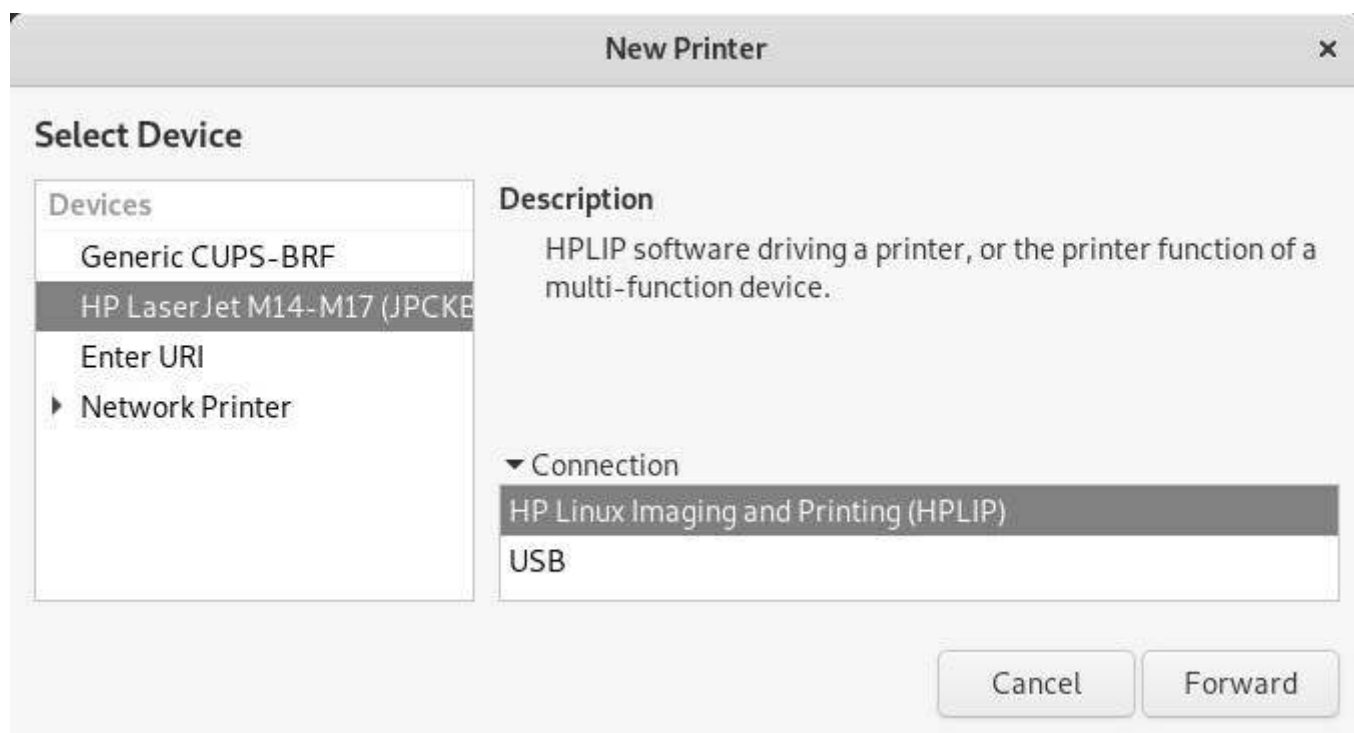 New Printer
Select Device
Devices
Generic CUPS-BRF
HP LaserJet M14-M17 (JPCKB
Enter URI
Network Printer
Description
HPLIP software driving a printer, or the printer function of a
multi-function device.
Connection
HP Linux Imaging and Printing (HPLIP)
USB
Cancel
Forward